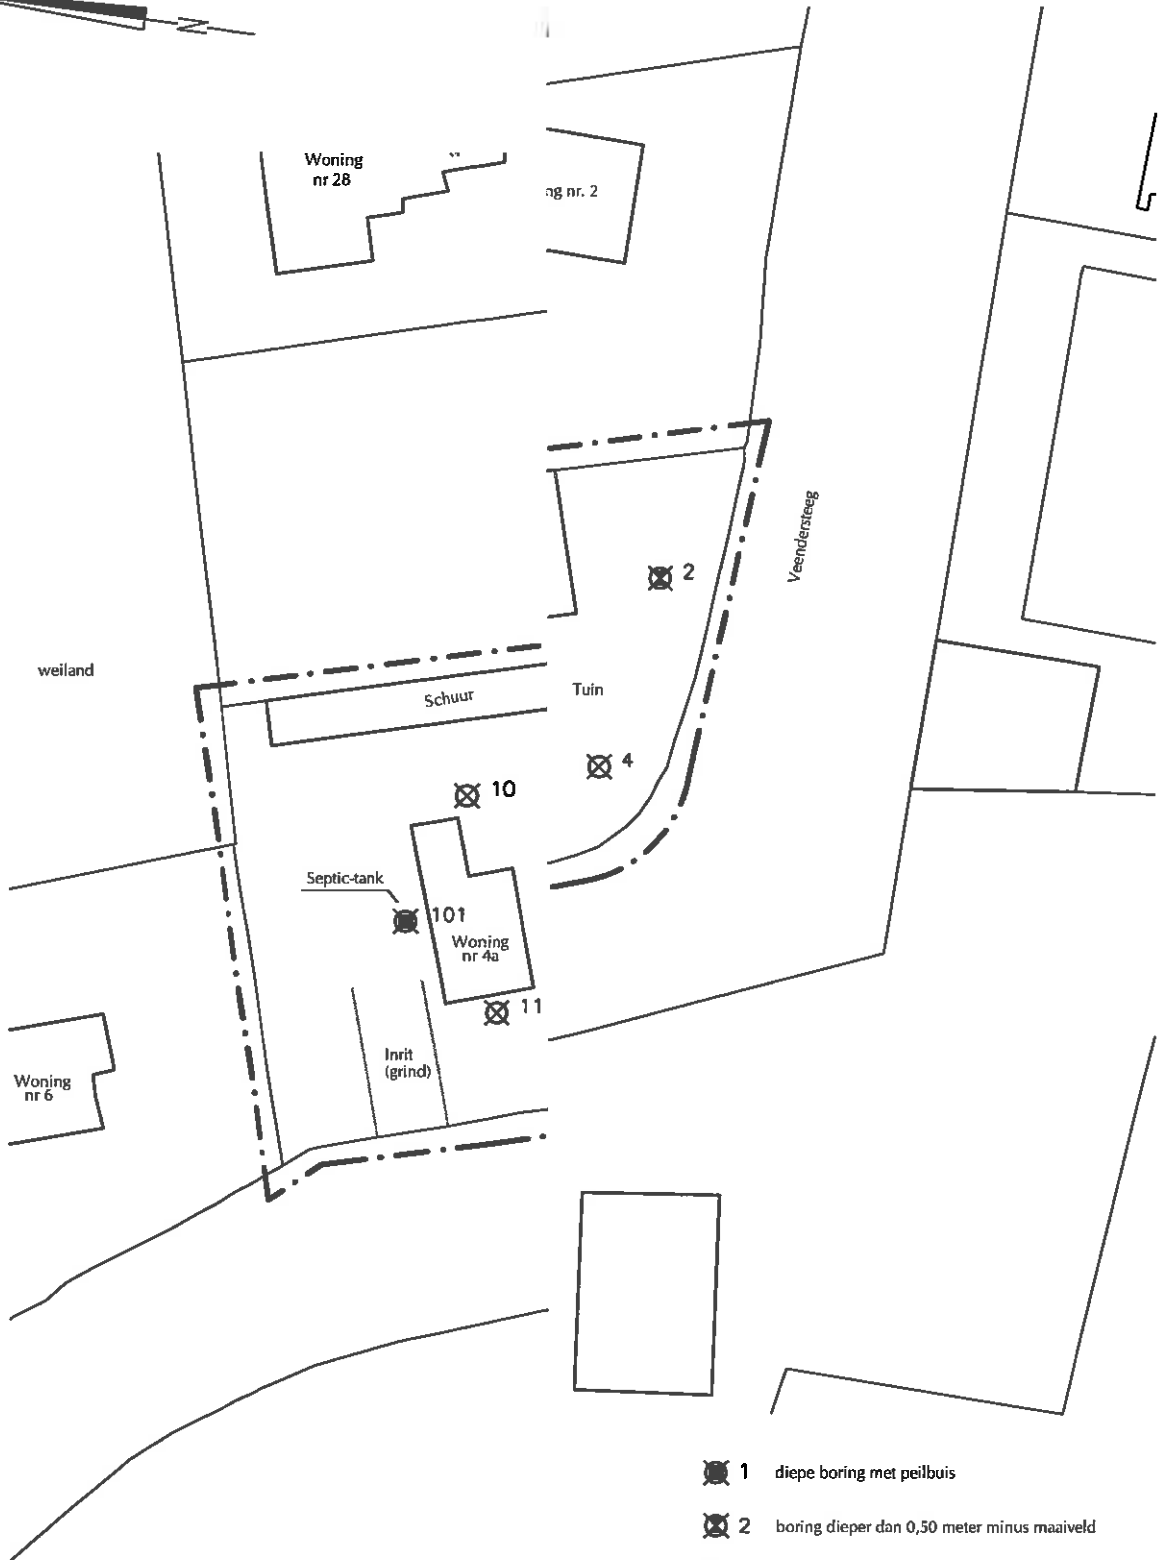 N
Woning
nr 28
ng nr. 2
2
Veendersteeg
weiland
Schuur
Tuin
4
10
Septic-tank
101
Woning
nr 4a
11
Inrit
(grind)
Woning
nr 6
1 diepe boring met peilbuis
2 boring dieper dan 0,50 meter minus maaiveld